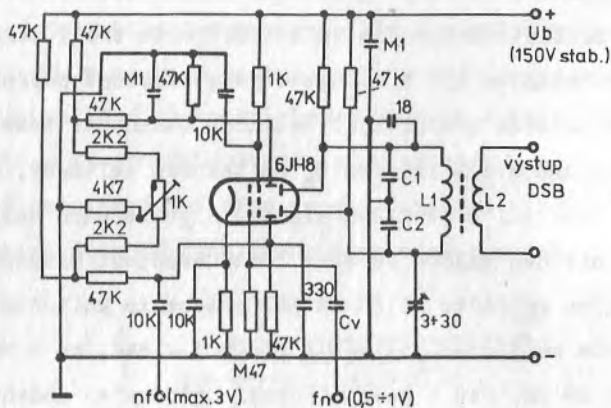 47K
47K
+
Ub
(150V stab.)
M1
47K
M1
1K
47K
47K
47K
10K
18
2K2
QJH8
výstup
DSB
4K7
1K
C1
L1
L2
C2
2K2
47K
330
3÷30
10K
10K
Cv
1K
47K
M47
−
nf (max. 3V)
fn (0,5÷1V)